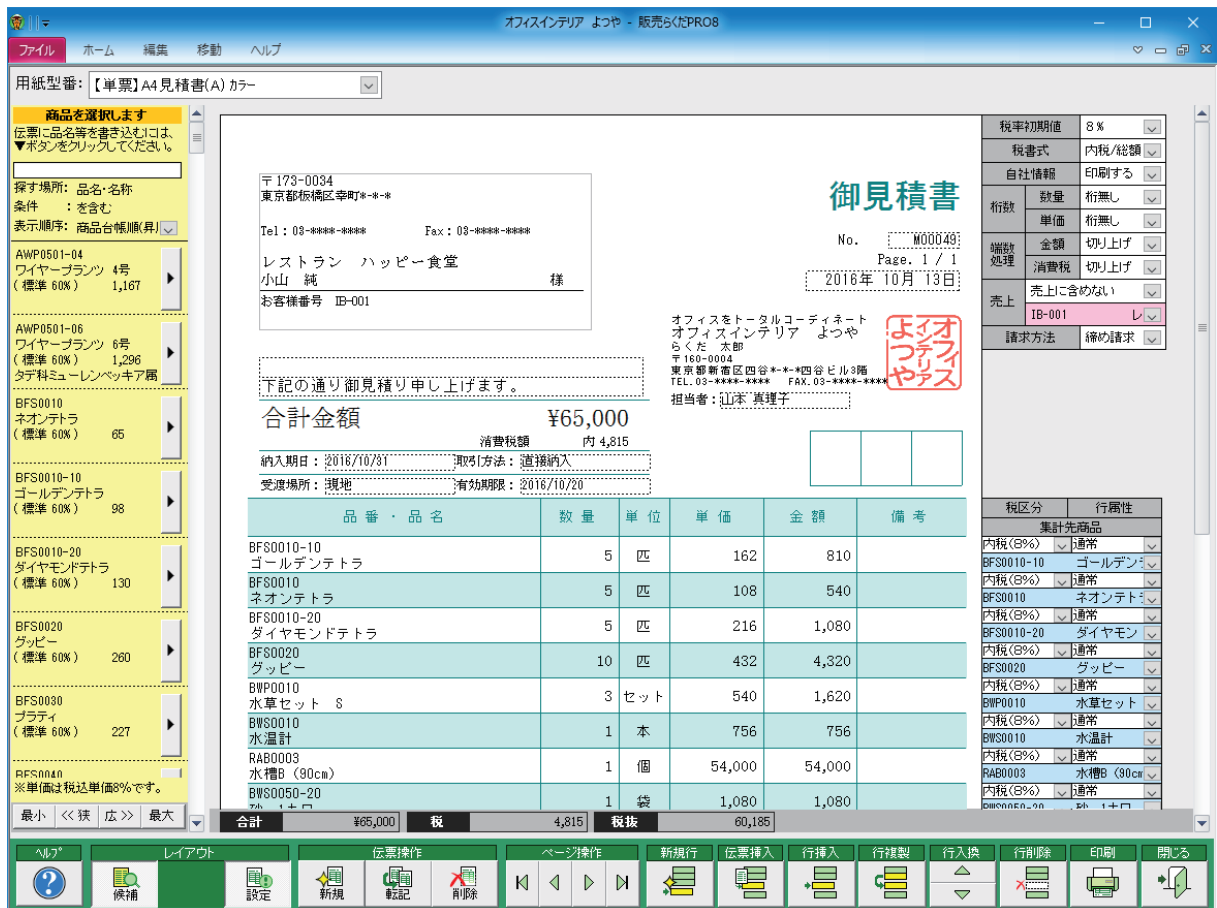 オフィスインテリア よつや - 販売らくだPRO8
ファイル ホーム 編集 移動 ヘルプ
用紙型番: 【単票】A4見積書(A) カラー
商品を選択します
伝票に品名等を書き込むには、
▼ボタンをクリックしてください。
探す場所: 品名・名称
条件 : を含む
表示順序: 商品台帳順(昇
AWP0501-04
ワイヤープランツ 4号
(標準 60%) 1,167
AWP0501-06
ワイヤープランツ 6号
(標準 60%) 1,296
タデ科ミューレンベッキア属
BFS0010
ネオンテトラ
(標準 60%) 65
BFS0010-10
ゴールデンテトラ
(標準 60%) 98
BFS0010-20
ダイヤモンドテトラ
(標準 60%) 130
BFS0020
グッピー
(標準 60%) 260
BFS0030
プラティ
(標準 60%) 227
BFS0040
※単価は税込単価8%です。
最小 <<狭 広>> 最大
〒173-0034
東京都板橋区幸町*-*-*
Tel:03-****-**** Fax:03-****-****
レストラン ハッピー食堂
小山 純 様
お客様番号 IB-001
御見積書
No. M00049
Page. 1 / 1
2016年 10月 13日
オフィスをトータルコーディネート
オフィスインテリア よつや
らくだ 太郎
〒160-0004
東京都新宿区四谷*-*-*四谷ビル3階
TEL.03-****-**** FAX.03-****-****
担当者:山本 真理子
オフィス
インテリア
よつや
下記の通り御見積り申し上げます。
合計金額 ¥65,000
消費税額 内 4,815
納入期日: 2016/10/31 取引方法: 直接納入
受渡場所: 現地 有効期限: 2016/10/20
品番・品名 数量 単位 単価 金額 備考
BFS0010-10
ゴールデンテトラ 5 匹 162 810
BFS0010
ネオンテトラ 5 匹 108 540
BFS0010-20
ダイヤモンドテトラ 5 匹 216 1,080
BFS0020
グッピー 10 匹 432 4,320
BWP0010
水草セット S 3 セット 540 1,620
BWS0010
水温計 1 本 756 756
RAB0003
水槽B (90cm) 1 個 54,000 54,000
BWS0050-20
砂 1キロ 1 袋 1,080 1,080
合計 ¥65,000 税 4,815 税抜 60,185
税率初期値 8%
税書式 内税/総額
自社情報 印刷する
桁数 数量 桁無し
単価 桁無し
端数処理 金額 切り上げ
消費税 切り上げ
売上 売上に含めない
IB-001 レ
請求方法 締め請求
税区分 行属性
集計先商品
内税(8%) 通常
BFS0010-10 ゴールデンテ
内税(8%) 通常
BFS0010 ネオンテト
内税(8%) 通常
BFS0010-20 ダイヤモン
内税(8%) 通常
BFS0020 グッピー
内税(8%) 通常
BWP0010 水草セット
内税(8%) 通常
BWS0010 水温計
内税(8%) 通常
RAB0003 水槽B (90cm
内税(8%) 通常
BWS0050-20 砂 1キロ
ヘルプ レイアウト 伝票操作 ページ操作 新規行 伝票挿入 行挿入 行複製 行入換 行削除 印刷 閉じる
候補 設定 新規 転記 削除